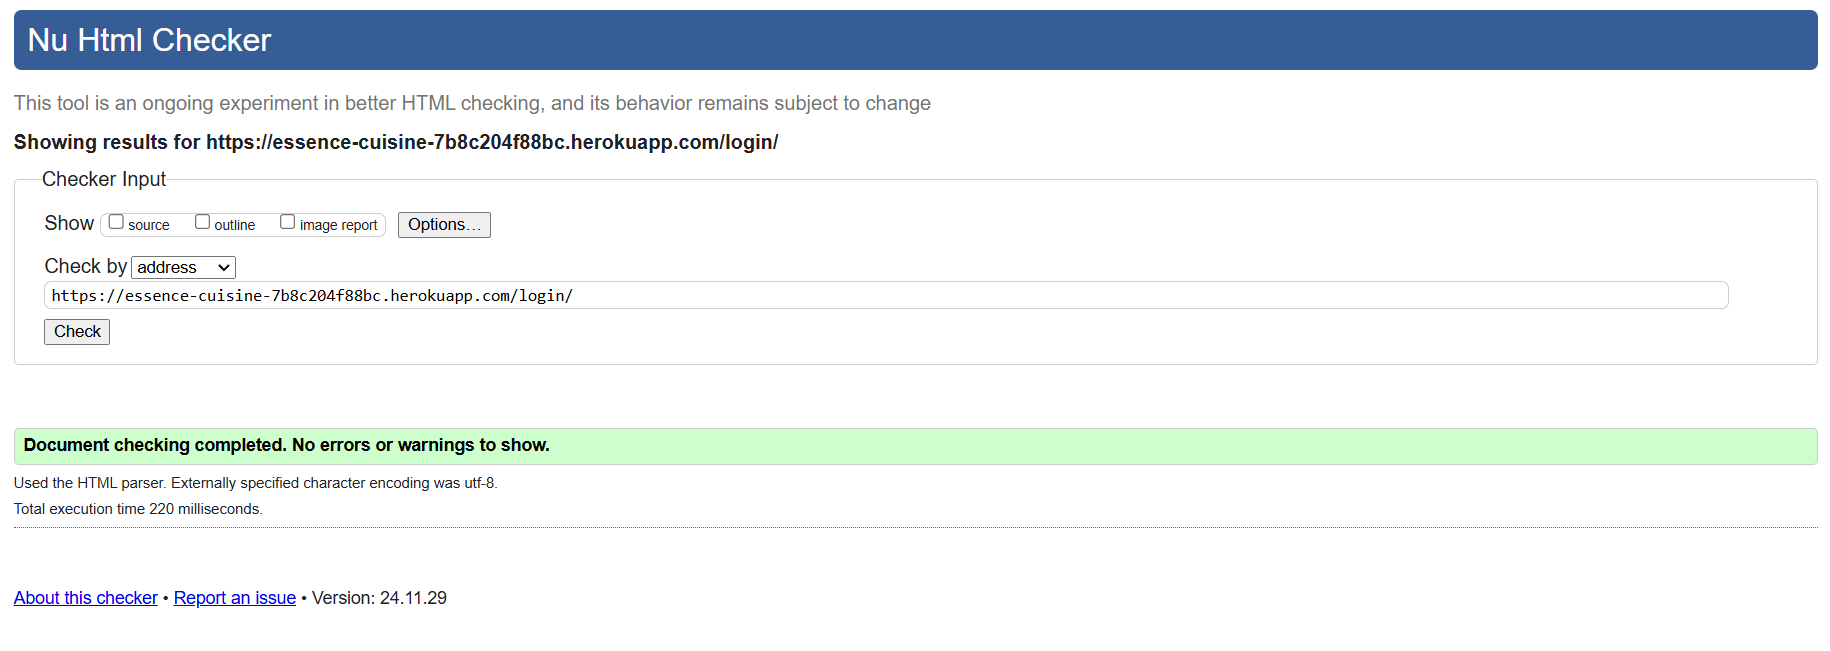 Nu Html Checker
This tool is an ongoing experiment in better HTML checking, and its behavior remains subject to change
Showing results for https://essence-cuisine-7b8c204f88bc.herokuapp.com/login/
Checker Input
Show source outline image report Options…
Check by address
https://essence-cuisine-7b8c204f88bc.herokuapp.com/login/
Check
Document checking completed. No errors or warnings to show.
Used the HTML parser. Externally specified character encoding was utf-8.
Total execution time 220 milliseconds.
About this checker • Report an issue • Version: 24.11.29